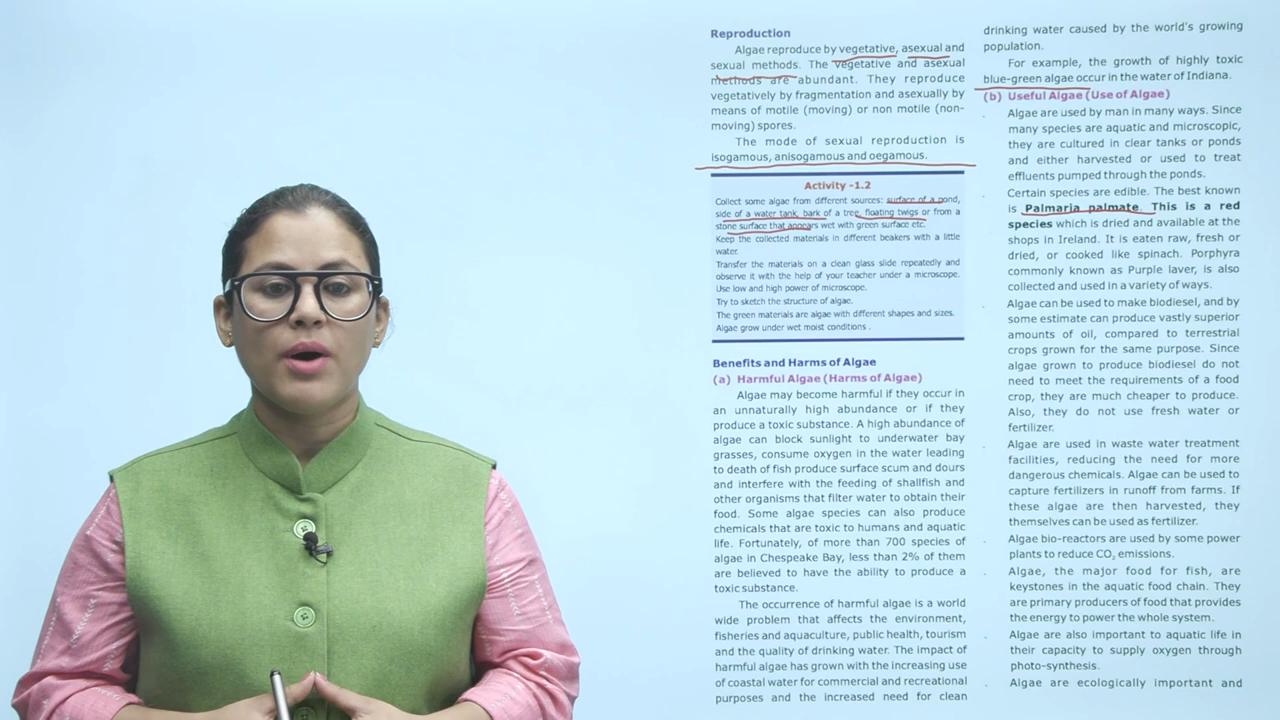 Reproduction
Algae reproduce by vegetative, asexual and
sexual methods. The vegetative and asexual
methods are abundant. They reproduce
vegetatively by fragmentation and asexually by
means of motile (moving) or non motile (non-
moving) spores.
The mode of sexual reproduction is
isogamous, anisogamous and oegamous.
Activity -1.2
Collect some algae from different sources: surface of a pond,
side of a water tank, bark of a tree, floating twigs or from a
stone surface that appears wet with green surface etc.
Keep the collected materials in different beakers with a little
water.
Transfer the materials on a clean glass slide repeatedly and
observe it with the help of your teacher under a microscope.
Use low and high power of microscope.
Try to sketch the structure of algae.
The green materials are algae with different shapes and sizes.
Algae grow under wet moist conditions .
Benefits and Harms of Algae
(a) Harmful Algae (Harms of Algae)
Algae may become harmful if they occur in
an unnaturally high abundance or if they
produce a toxic substance. A high abundance of
algae can block sunlight to underwater bay
grasses, consume oxygen in the water leading
to death of fish produce surface scum and dours
and interfere with the feeding of shallfish and
other organisms that filter water to obtain their
food. Some algae species can also produce
chemicals that are toxic to humans and aquatic
life. Fortunately, of more than 700 species of
algae in Chespeake Bay, less than 2% of them
are believed to have the ability to produce a
toxic substance.
The occurrence of harmful algae is a world
wide problem that affects the environment,
fisheries and aquaculture, public health, tourism
and the quality of drinking water. The impact of
harmful algae has grown with the increasing use
of coastal water for commercial and recreational
purposes and the increased need for clean
drinking water caused by the world's growing
population.
For example, the growth of highly toxic
blue-green algae occur in the water of Indiana.
(b) Useful Algae (Use of Algae)
Algae are used by man in many ways. Since
many species are aquatic and microscopic,
they are cultured in clear tanks or ponds
and either harvested or used to treat
effluents pumped through the ponds.
Certain species are edible. The best known
is Palmaria palmate. This is a red
species which is dried and available at the
shops in Ireland. It is eaten raw, fresh or
dried, or cooked like spinach. Porphyra
commonly known as Purple laver, is also
collected and used in a variety of ways.
Algae can be used to make biodiesel, and by
some estimate can produce vastly superior
amounts of oil, compared to terrestrial
crops grown for the same purpose. Since
algae grown to produce biodiesel do not
need to meet the requirements of a food
crop, they are much cheaper to produce.
Also, they do not use fresh water or
fertilizer.
Algae are used in waste water treatment
facilities, reducing the need for more
dangerous chemicals. Algae can be used to
capture fertilizers in runoff from farms. If
these algae are then harvested, they
themselves can be used as fertilizer.
Algae bio-reactors are used by some power
plants to reduce CO₂ emissions.
Algae, the major food for fish, are
keystones in the aquatic food chain. They
are primary producers of food that provides
the energy to power the whole system.
Algae are also important to aquatic life in
their capacity to supply oxygen through
photo-synthesis.
Algae are ecologically important and